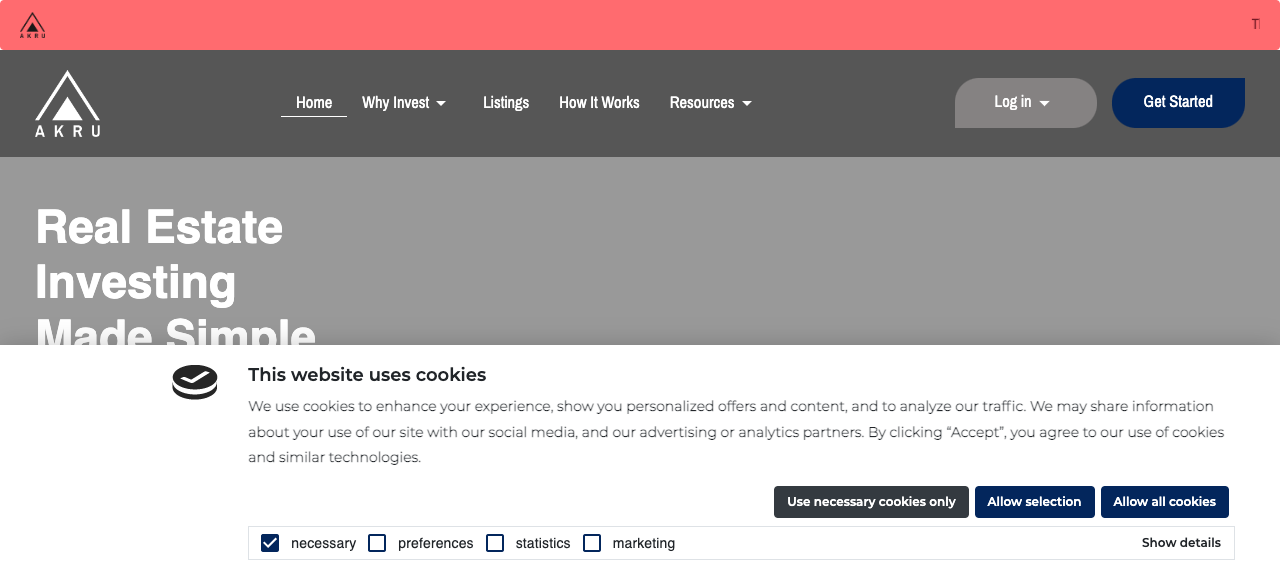 AKRU
AKRU
Home
Why Invest
Listings
How It Works
Resources
Log in
Get Started
Real Estate
Investing
Made Simple
This website uses cookies
We use cookies to enhance your experience, show you personalized offers and content, and to analyze our traffic. We may share information
about your use of our site with our social media, and our advertising or analytics partners. By clicking “Accept”, you agree to our use of cookies
and similar technologies.
Use necessary cookies only
Allow selection
Allow all cookies
necessary
preferences
statistics
marketing
Show details